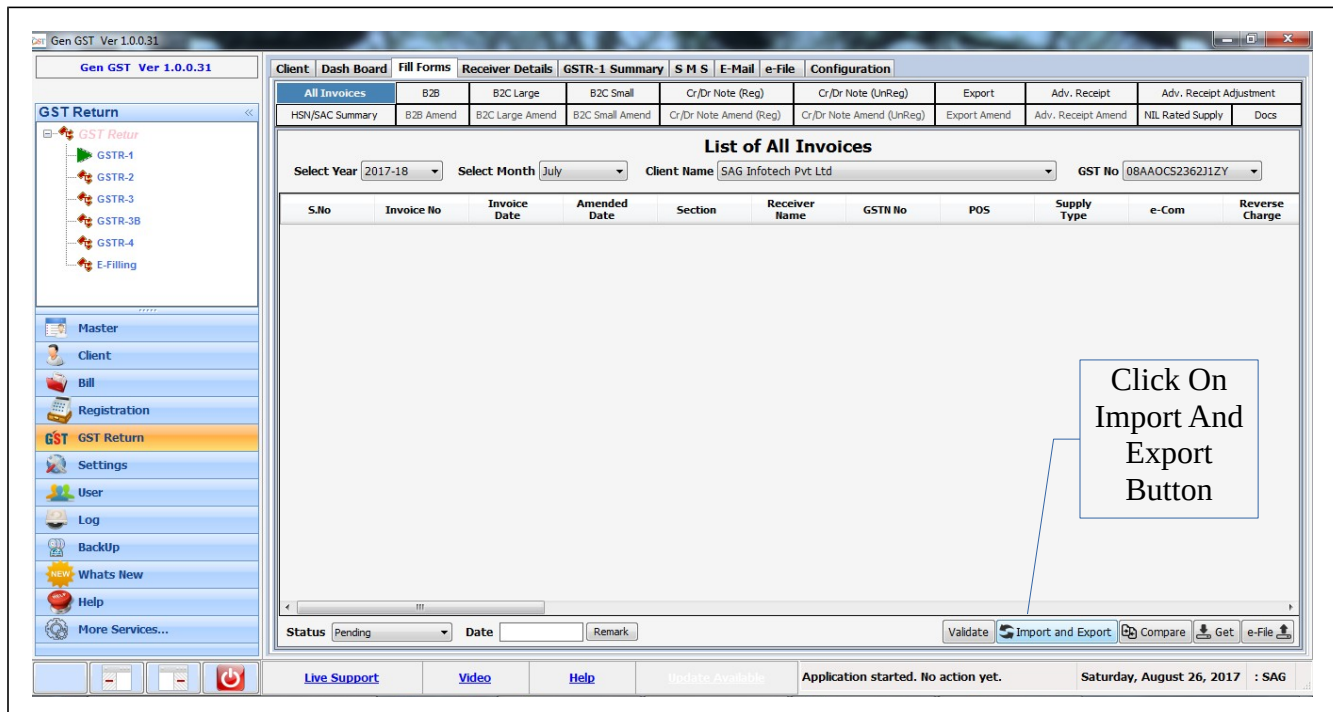 Gen GST Ver 1.0.0.31
Gen GST Ver 1.0.0.31
Client Dash Board Fill Forms Receiver Details GSTR-1 Summary S M S E-Mail e-File Configuration
All Invoices B2B B2C Large B2C Small Cr/Dr Note (Reg) Cr/Dr Note (UnReg) Export Adv. Receipt Adv. Receipt Adjustment
HSN/SAC Summary B2B Amend B2C Large Amend B2C Small Amend Cr/Dr Note Amend (Reg) Cr/Dr Note Amend (UnReg) Export Amend Adv. Receipt Amend NIL Rated Supply Docs
GST Return
GST Retur
GSTR-1
GSTR-2
GSTR-3
GSTR-3B
GSTR-4
E-Filling
Master
Client
Bill
Registration
GST GST Return
Settings
User
Log
BackUp
NEW Whats New
Help
More Services...
List of All Invoices
Select Year 2017-18 Select Month July Client Name SAG Infotech Pvt Ltd GST No 08AAOCS2362J1ZY
S.No Invoice No Invoice Date Amended Date Section Receiver Name GSTN No POS Supply Type e-Com Reverse Charge
Click On
Import And
Export
Button
Status Pending Date Remark Validate Import and Export Compare Get e-File
Live Support Video Help Update Available Application started. No action yet. Saturday, August 26, 2017 : SAG